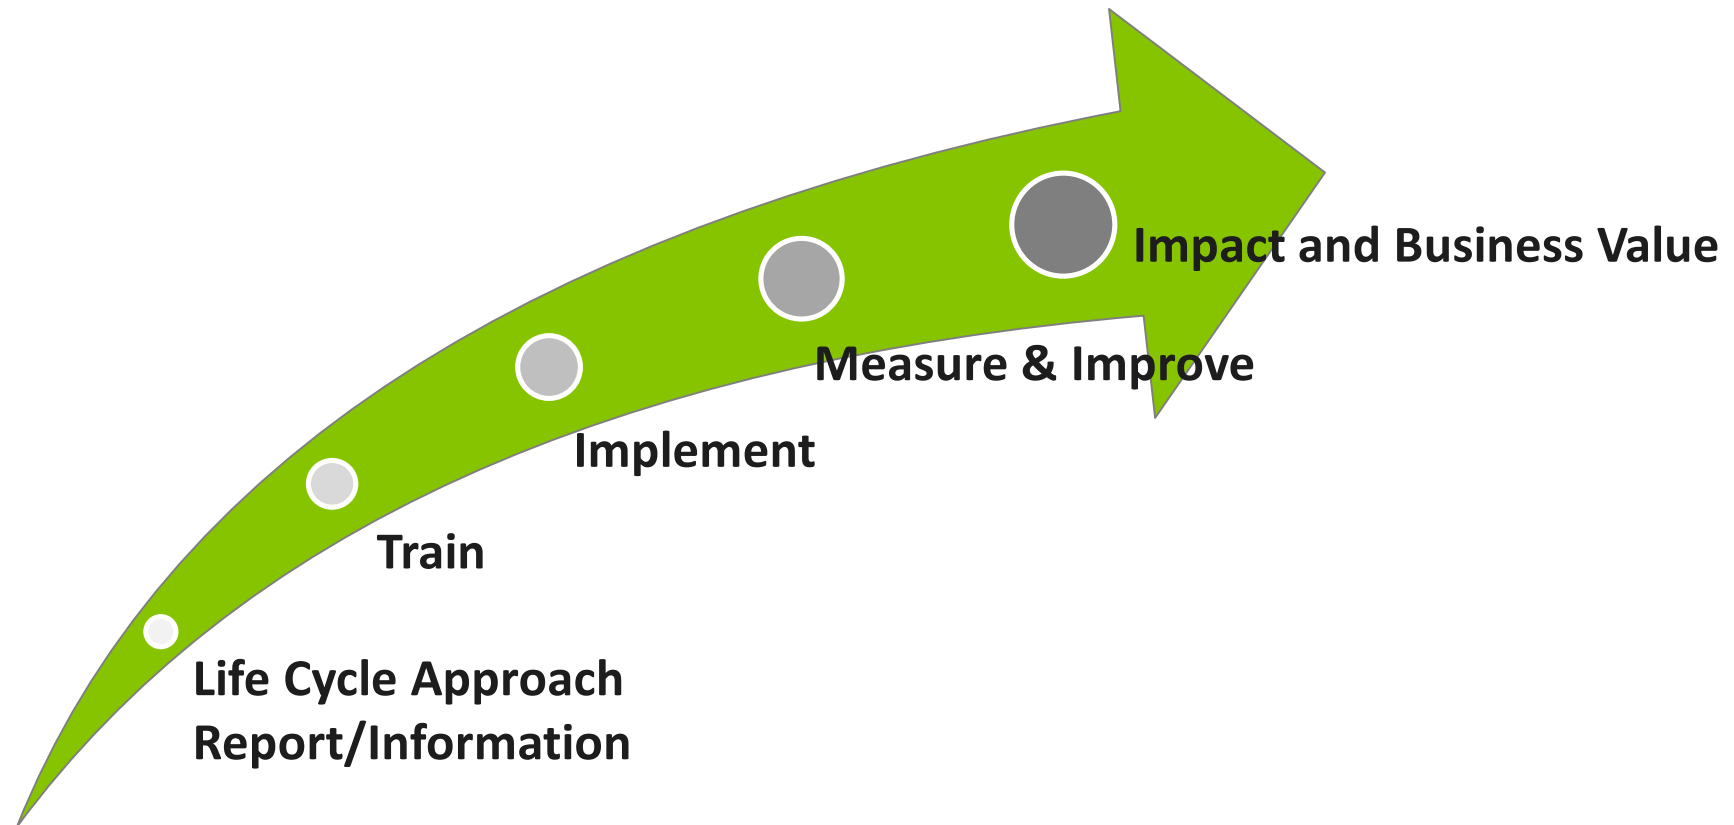 Impact and Business Value
Measure & Improve
Implement
Train
Life Cycle Approach
Report/Information